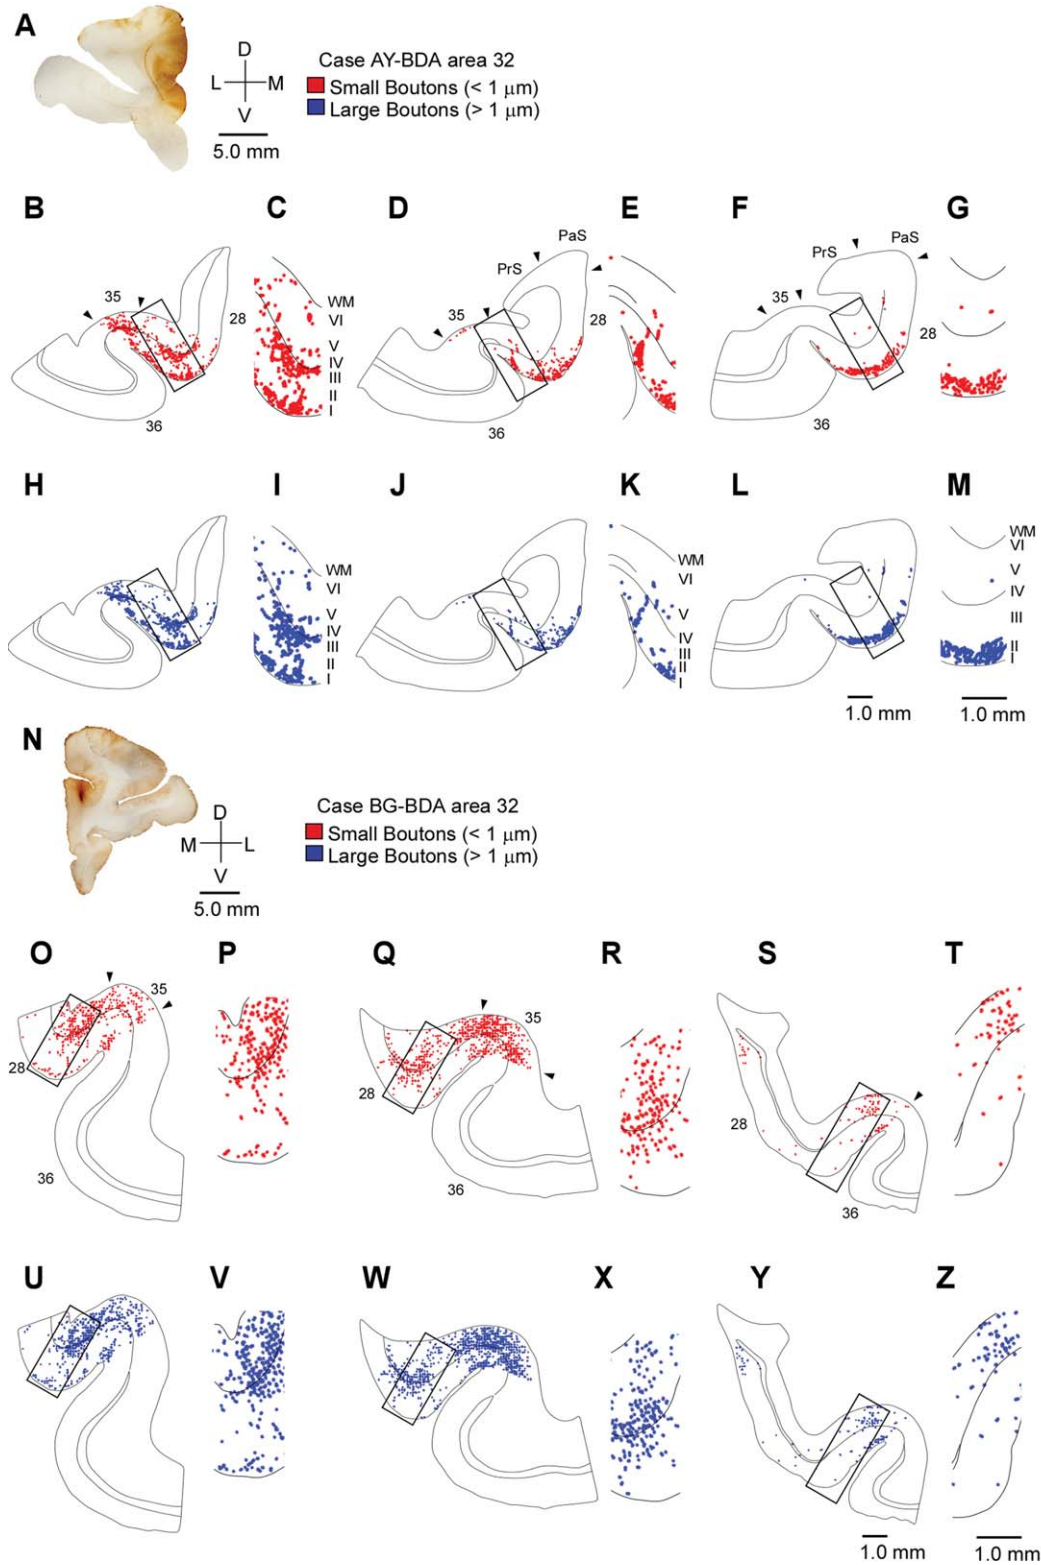 A
D
L M
V
5.0 mm
Case AY-BDA area 32
Small Boutons (< 1 μm)
Large Boutons (> 1 μm)
B C D E F G
35
28
36
WM
VI
V
IV
III
II
I
PaS
PrS
35
28
36
PrS
PaS
35
28
36
H I J K L M
WM
VI
V
IV
III
II
I
WM
VI
V
IV
III
II
I
WM
VI
V
IV
III
II
I
1.0 mm
1.0 mm
N
D
M L
V
5.0 mm
Case BG-BDA area 32
Small Boutons (< 1 μm)
Large Boutons (> 1 μm)
O P Q R S T
35
28
36
35
28
36
28
36
U V W X Y Z
1.0 mm
1.0 mm